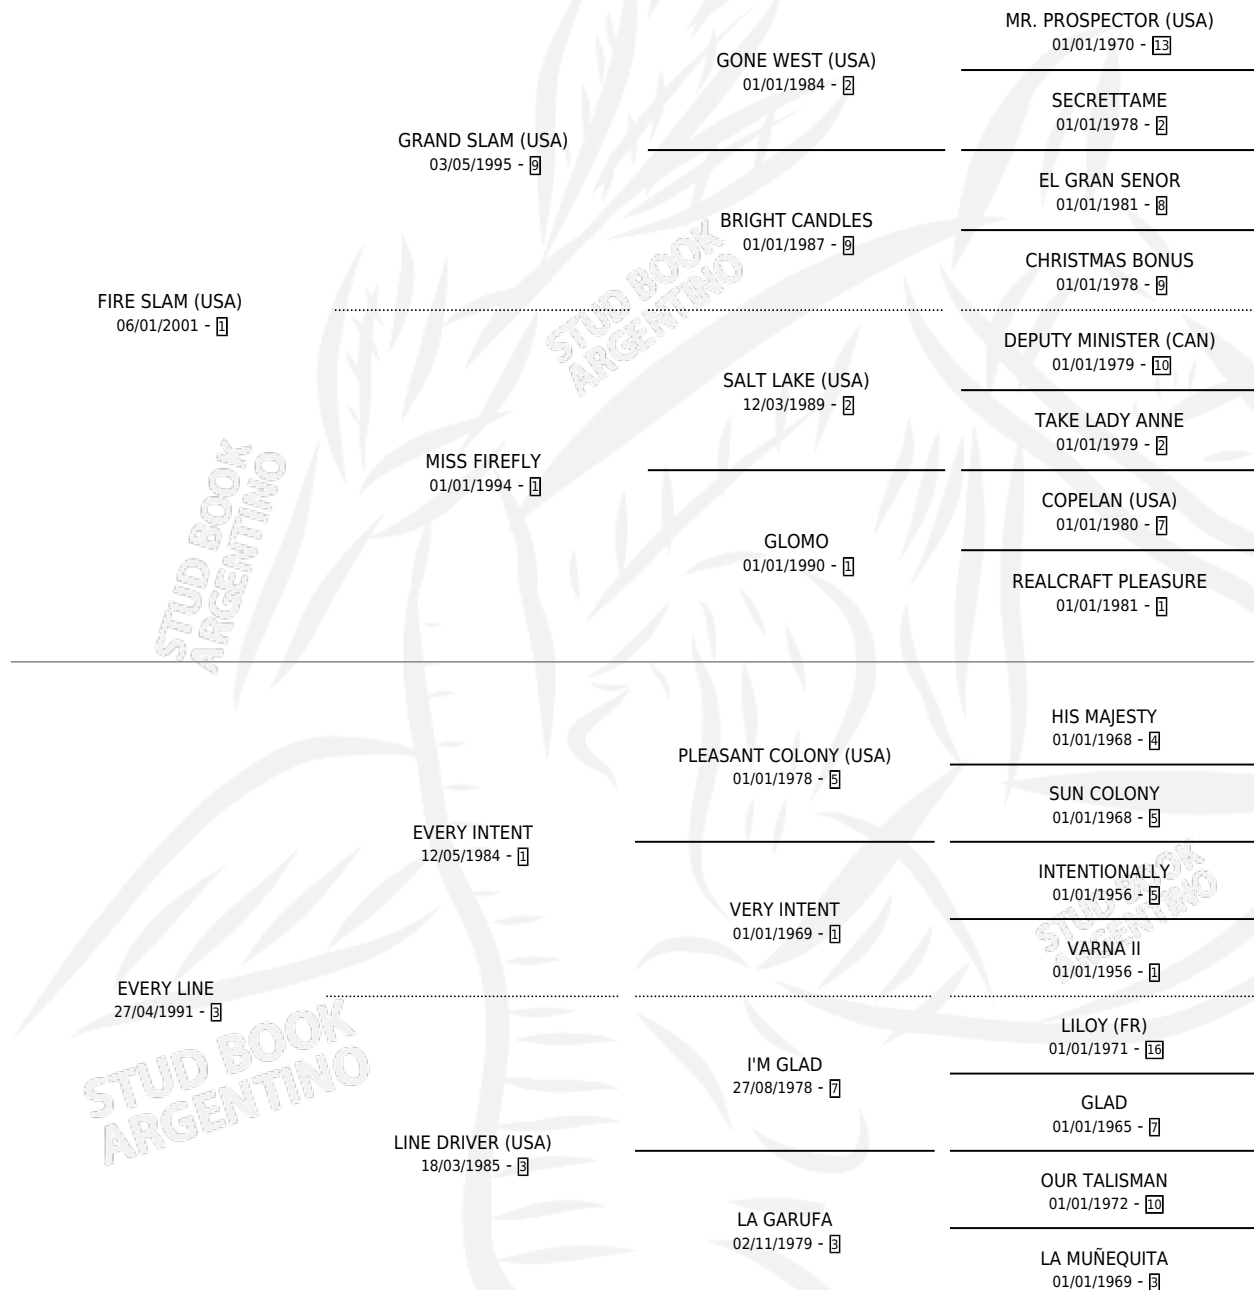 MR. PROSPECTOR (USA)
01/01/1970 - 13
GONE WEST (USA)
01/01/1984 - 2
SECRETTAME
01/01/1978 - 2
GRAND SLAM (USA)
03/05/1995 - 9
EL GRAN SENOR
01/01/1981 - 8
BRIGHT CANDLES
01/01/1987 - 9
CHRISTMAS BONUS
01/01/1978 - 9
FIRE SLAM (USA)
06/01/2001 - 1
STUD BOOK
ARGENTINO
DEPUTY MINISTER (CAN)
01/01/1979 - 10
SALT LAKE (USA)
12/03/1989 - 2
TAKE LADY ANNE
01/01/1979 - 2
MISS FIREFLY
01/01/1994 - 1
COPELAN (USA)
01/01/1980 - 7
GLOMO
01/01/1990 - 1
REALCRAFT PLEASURE
01/01/1981 - 1
STUD BOOK
ARGENTINO
HIS MAJESTY
01/01/1968 - 4
PLEASANT COLONY (USA)
01/01/1978 - 5
SUN COLONY
01/01/1968 - 5
EVERY INTENT
12/05/1984 - 1
INTENTIONALLY
01/01/1956 - 5
VERY INTENT
01/01/1969 - 1
VARNA II
01/01/1956 - 1
STUD BOOK
ARGENTINO
EVERY LINE
27/04/1991 - 3
STUD BOOK
ARGENTINO
LILOY (FR)
01/01/1971 - 16
I'M GLAD
27/08/1978 - 7
GLAD
01/01/1965 - 7
LINE DRIVER (USA)
18/03/1985 - 3
OUR TALISMAN
01/01/1972 - 10
LA GARUFA
02/11/1979 - 3
LA MUÑEQUITA
01/01/1969 - 3